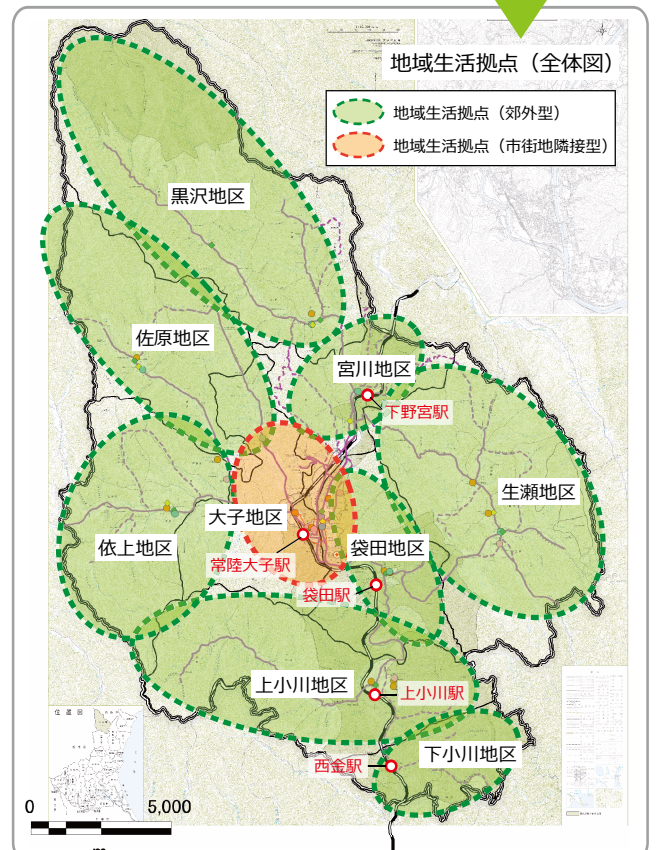 地域生活拠点（全体図）
地域生活拠点（郊外型）
地域生活拠点（市街地隣接型）
黒沢地区
佐原地区
宮川地区
下野宮駅
生瀬地区
大子地区
袋田地区
依上地区
常陸大子駅
袋田駅
上小川地区
上小川駅
下小川地区
西金駅
位置図
0 5,000
m